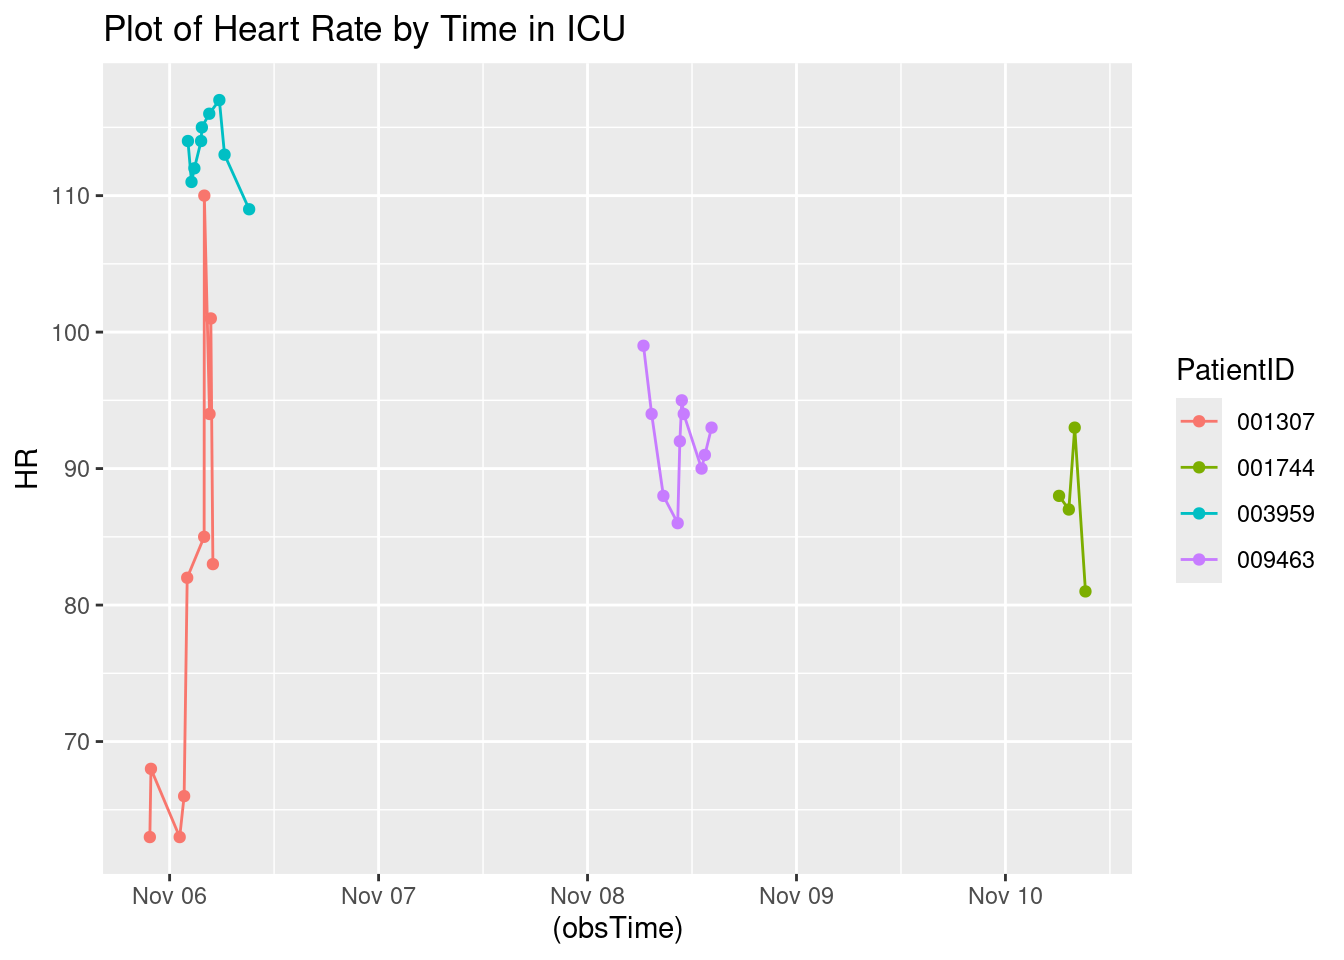 Plot of Heart Rate by Time in ICU
110
100
90
80
70
HR
Nov 06
Nov 07
Nov 08
Nov 09
Nov 10
(obsTime)
PatientID
001307
001744
003959
009463